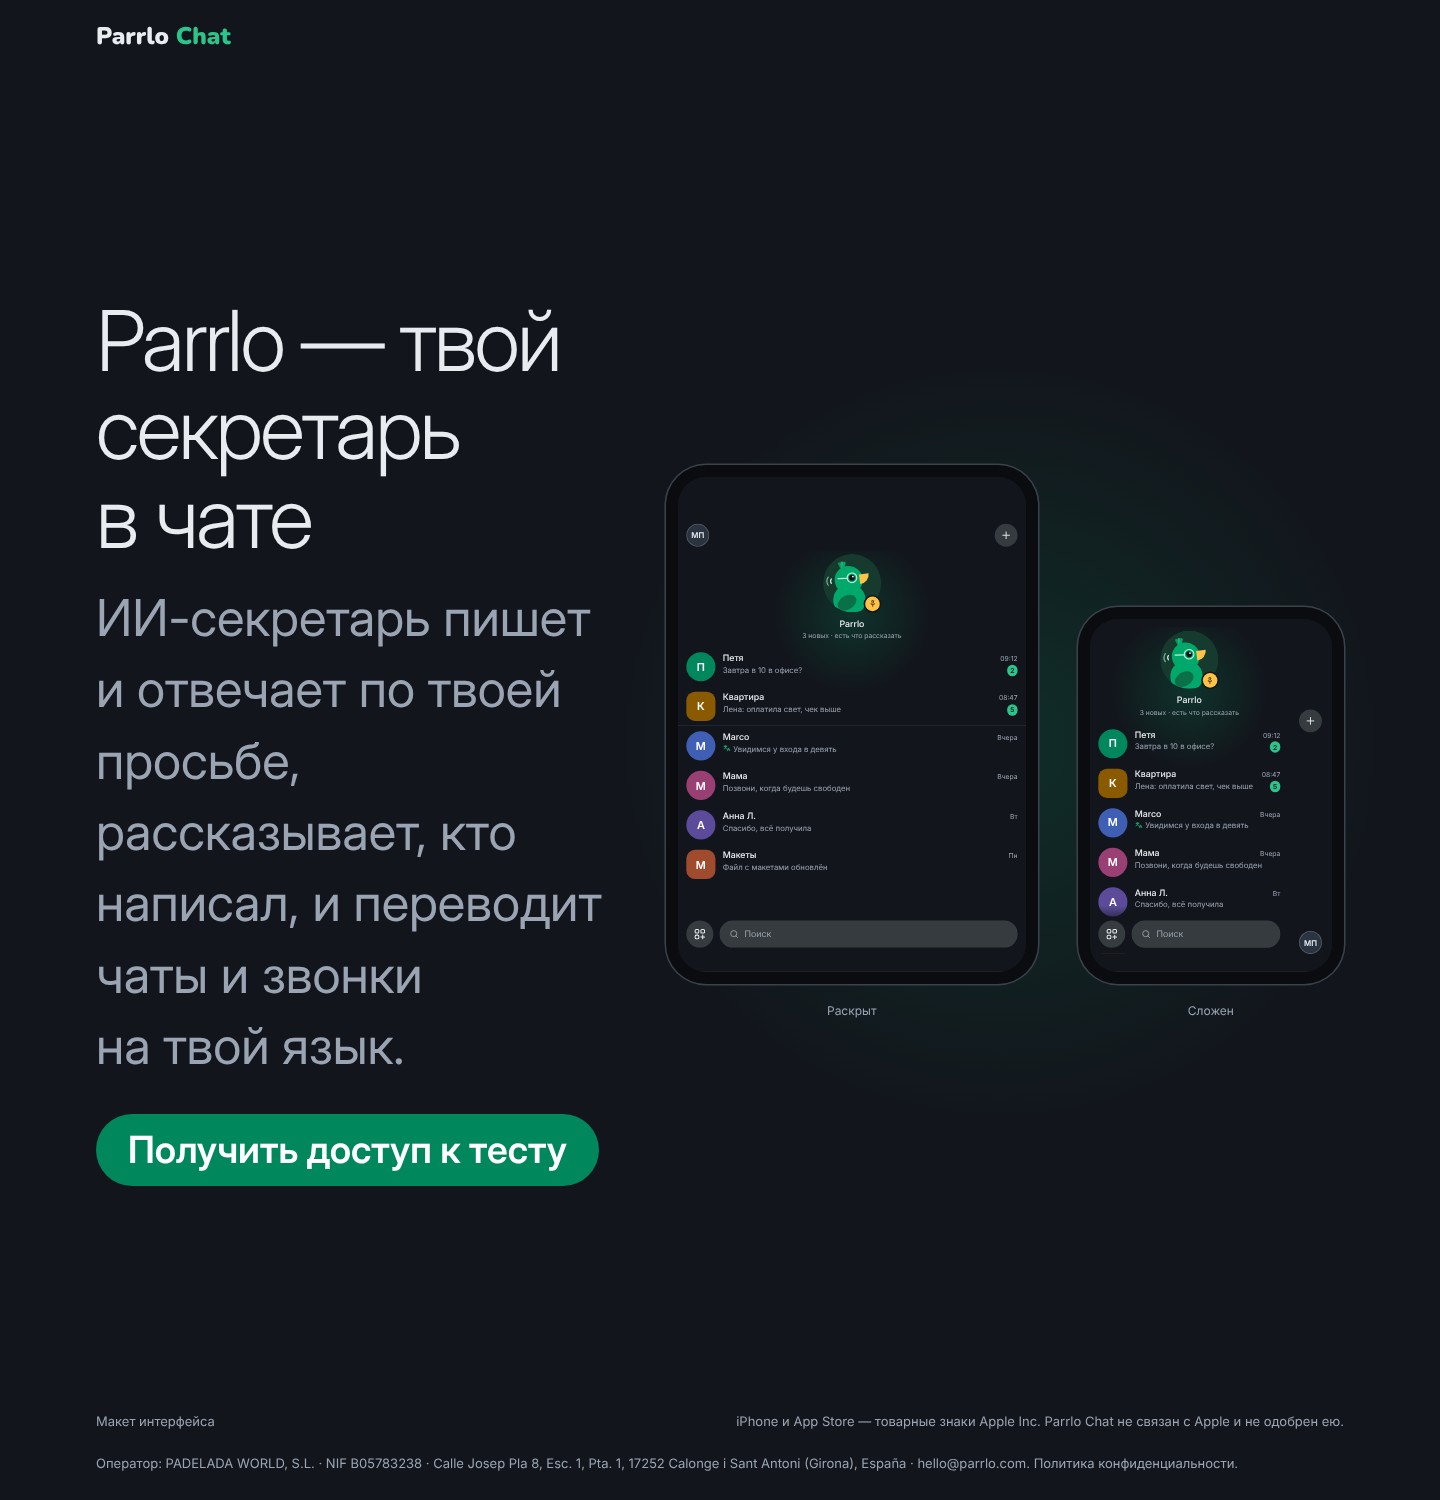 Parrlo Chat
Parrlo — твой
секретарь
в чате
ИИ-секретарь пишет
и отвечает по твоей
просьбе,
рассказывает, кто
написал, и переводит
чаты и звонки
на твой язык.
Получить доступ к тесту
МП
Parrlo
3 новых · есть что рассказать
П
Петя
09:12
Завтра в 10 в офисе?
2
К
Квартира
08:47
Лена: оплатила свет, чек выше
5
M
Marco
Вчера
Увидимся у входа в девять
М
Мама
Вчера
Позвони, когда будешь свободен
А
Анна Л.
Вт
Спасибо, всё получила
М
Макеты
Пн
Файл с макетами обновлён
Поиск
Раскрыт
Parrlo
3 новых · есть что рассказать
П
Петя
09:12
Завтра в 10 в офисе?
2
К
Квартира
08:47
Лена: оплатила свет, чек выше
5
M
Marco
Вчера
Увидимся у входа в девять
М
Мама
Вчера
Позвони, когда будешь свободен
А
Анна Л.
Вт
Спасибо, всё получила
Поиск
МП
Сложен
Макет интерфейса
iPhone и App Store — товарные знаки Apple Inc. Parrlo Chat не связан с Apple и не одобрен ею.
Оператор: PADELADA WORLD, S.L. · NIF B05783238 · Calle Josep Pla 8, Esc. 1, Pta. 1, 17252 Calonge i Sant Antoni (Girona), España · hello@parrlo.com. Политика конфиденциальности.